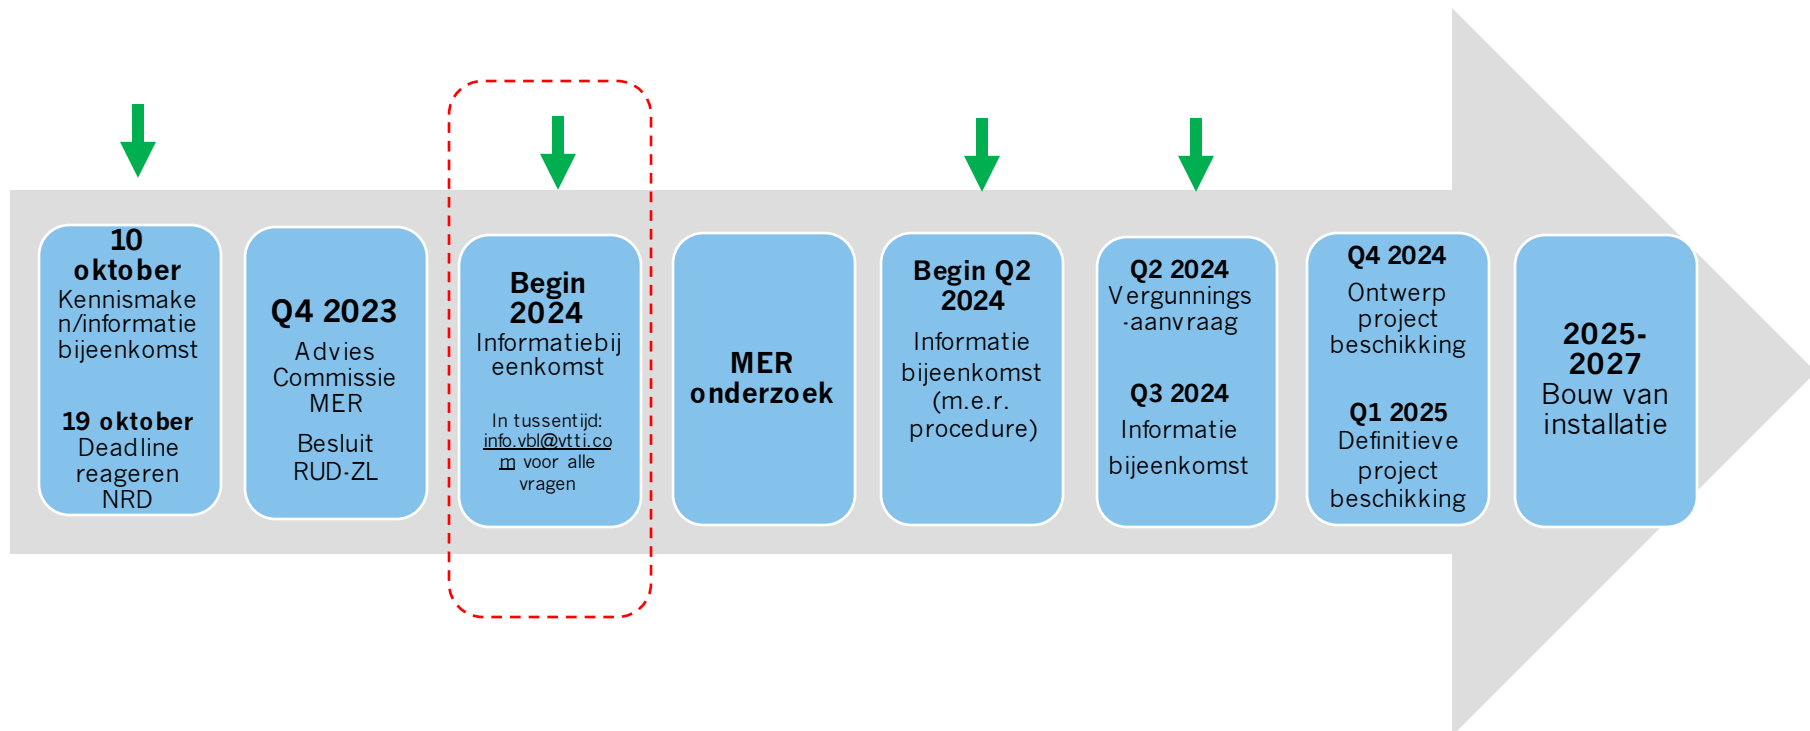 10
oktober
Kennismake
n/informatie
bijeenkomst
19 oktober
Deadline
reageren
NRD
Q4 2023
Advies
Commissie
MER
Besluit
RUD-ZL
Begin
2024
Informatiebij
eenkomst
In tussentijd:
info.vbl@vtti.co
m voor alle
vragen
MER
onderzoek
Begin Q2
2024
Informatie
bijeenkomst
(m.e.r.
procedure)
Q2 2024
Vergunnings
-aanvraag
Q3 2024
Informatie
bijeenkomst
Q4 2024
Ontwerp
project
beschikking
Q1 2025
Definitieve
project
beschikking
2025-
2027
Bouw van
installatie